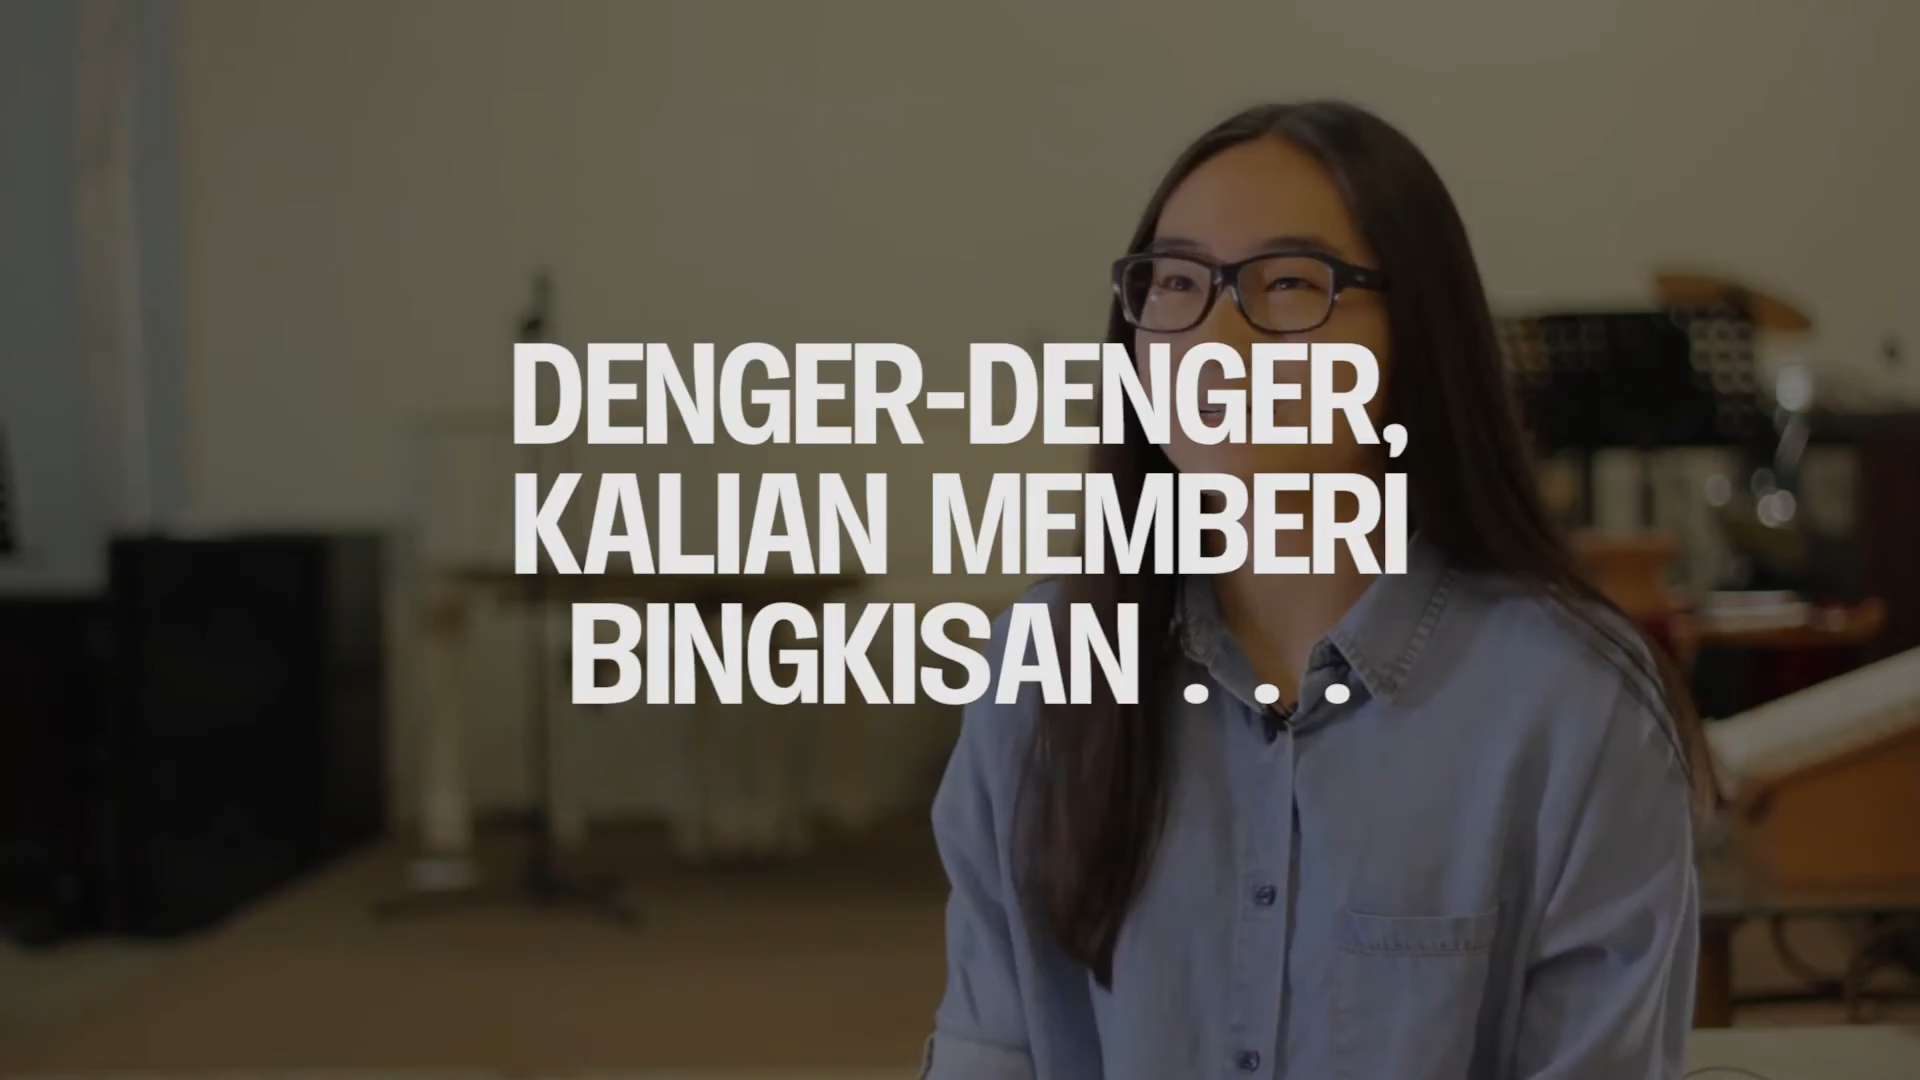 DENGER-DENGER,
KALIAN MEMBERI
BINGKISAN . . .